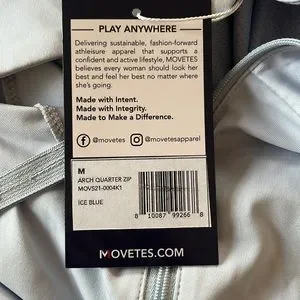 PLAY ANYWHERE
Delivering sustainable, fashion-forward
athleisure apparel that supports a
confident and active lifestyle, MOVETES
believes every woman should look her
best and feel her best no matter where
she's going.
Made with Intent.
Made with Integrity.
Made to Make a Difference.
@movetes @movetesapparel
M
ARCH QUARTER ZIP
MOVS21-0004K1
ICE BLUE
8 10087 99266 8
MOVETES.COM